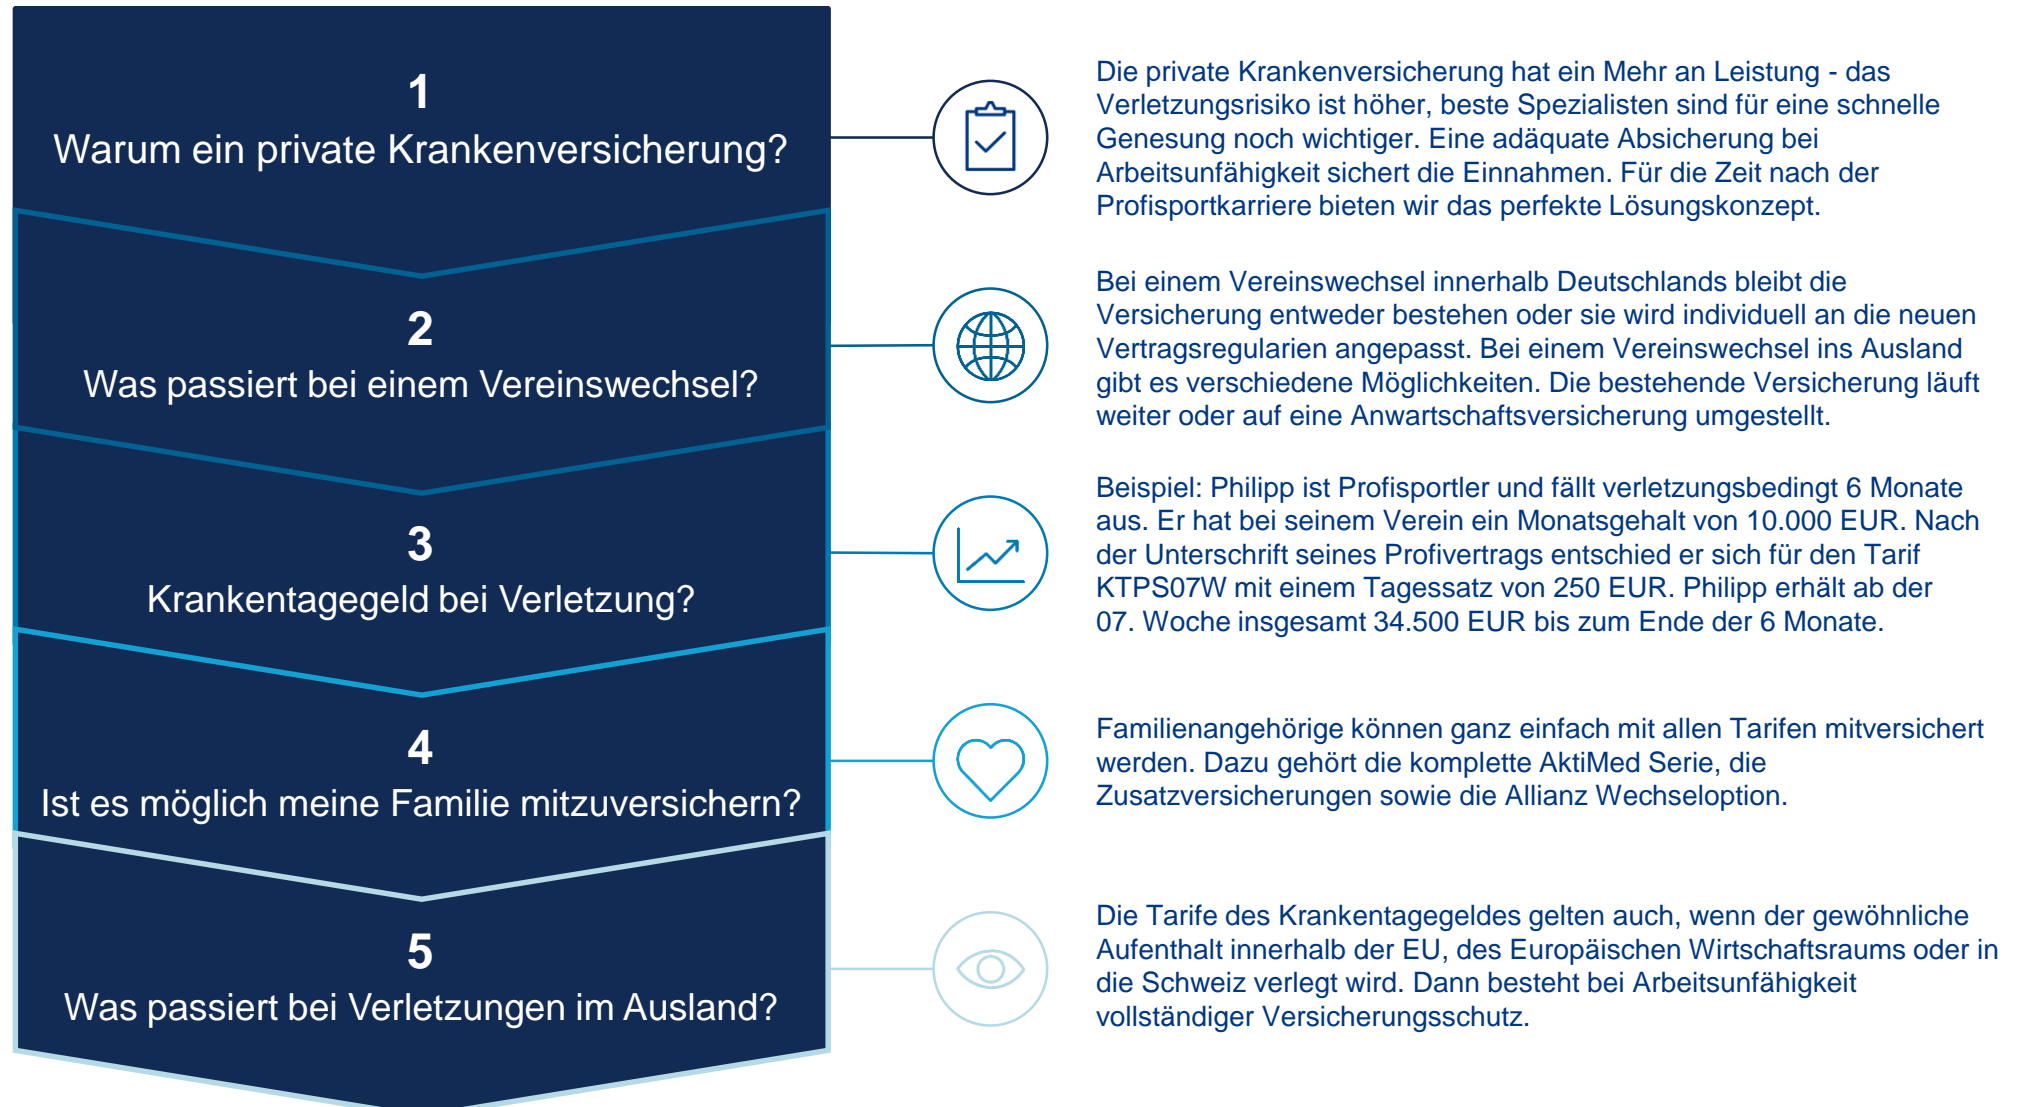 1
Warum ein private Krankenversicherung?
Die private Krankenversicherung hat ein Mehr an Leistung - das
Verletzungsrisiko ist höher, beste Spezialisten sind für eine schnelle
Genesung noch wichtiger. Eine adäquate Absicherung bei
Arbeitsunfähigkeit sichert die Einnahmen. Für die Zeit nach der
Profisportkarriere bieten wir das perfekte Lösungskonzept.
2
Was passiert bei einem Vereinswechsel?
Bei einem Vereinswechsel innerhalb Deutschlands bleibt die
Versicherung entweder bestehen oder sie wird individuell an die neuen
Vertragsregularien angepasst. Bei einem Vereinswechsel ins Ausland
gibt es verschiedene Möglichkeiten. Die bestehende Versicherung läuft
weiter oder auf eine Anwartschaftsversicherung umgestellt.
3
Krankentagegeld bei Verletzung?
Beispiel: Philipp ist Profisportler und fällt verletzungsbedingt 6 Monate
aus. Er hat bei seinem Verein ein Monatsgehalt von 10.000 EUR. Nach
der Unterschrift seines Profivertrags entschied er sich für den Tarif
KTPS07W mit einem Tagessatz von 250 EUR. Philipp erhält ab der
07. Woche insgesamt 34.500 EUR bis zum Ende der 6 Monate.
4
Ist es möglich meine Familie mitzuversichern?
Familienangehörige können ganz einfach mit allen Tarifen mitversichert
werden. Dazu gehört die komplette AktiMed Serie, die
Zusatzversicherungen sowie die Allianz Wechseloption.
5
Was passiert bei Verletzungen im Ausland?
Die Tarife des Krankentagegeldes gelten auch, wenn der gewöhnliche
Aufenthalt innerhalb der EU, des Europäischen Wirtschaftsraums oder in
die Schweiz verlegt wird. Dann besteht bei Arbeitsunfähigkeit
vollständiger Versicherungsschutz.